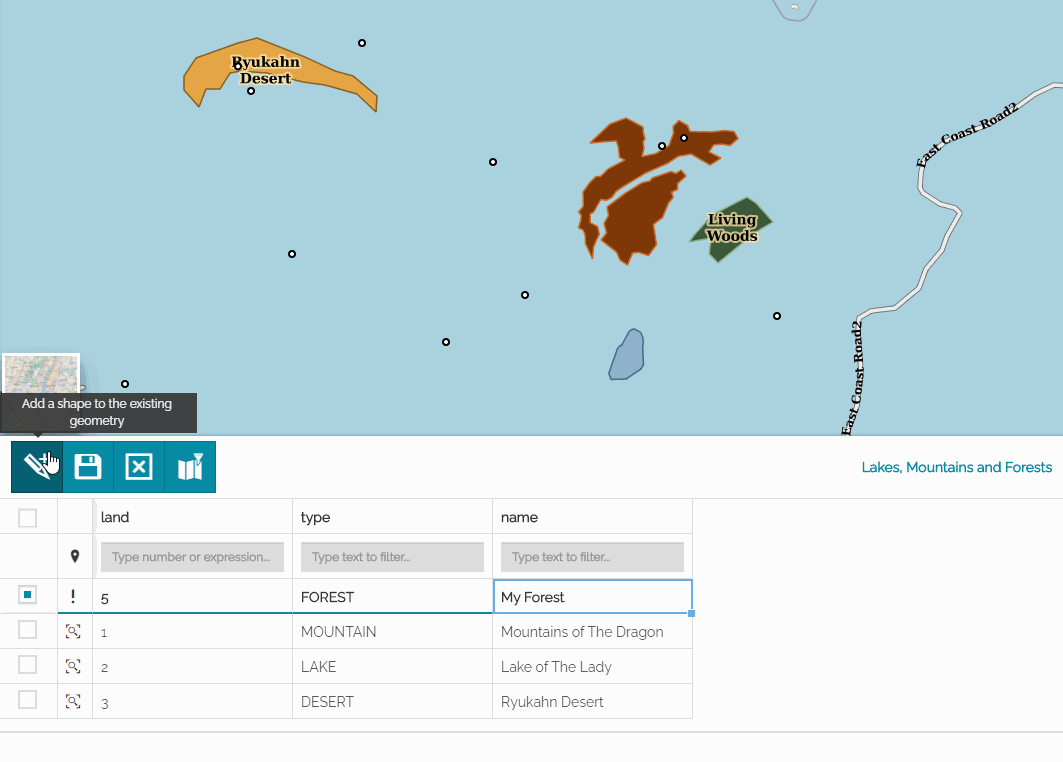 Ryukahn
Desert
East Coast Road2
Living
Woods
East Coast Road2
Add a shape to the existing
geometry
Lakes, Mountains and Forests
land type name
Type number or expression... Type text to filter... Type text to filter...
! 5 FOREST My Forest
1 MOUNTAIN Mountains of The Dragon
2 LAKE Lake of The Lady
3 DESERT Ryukahn Desert